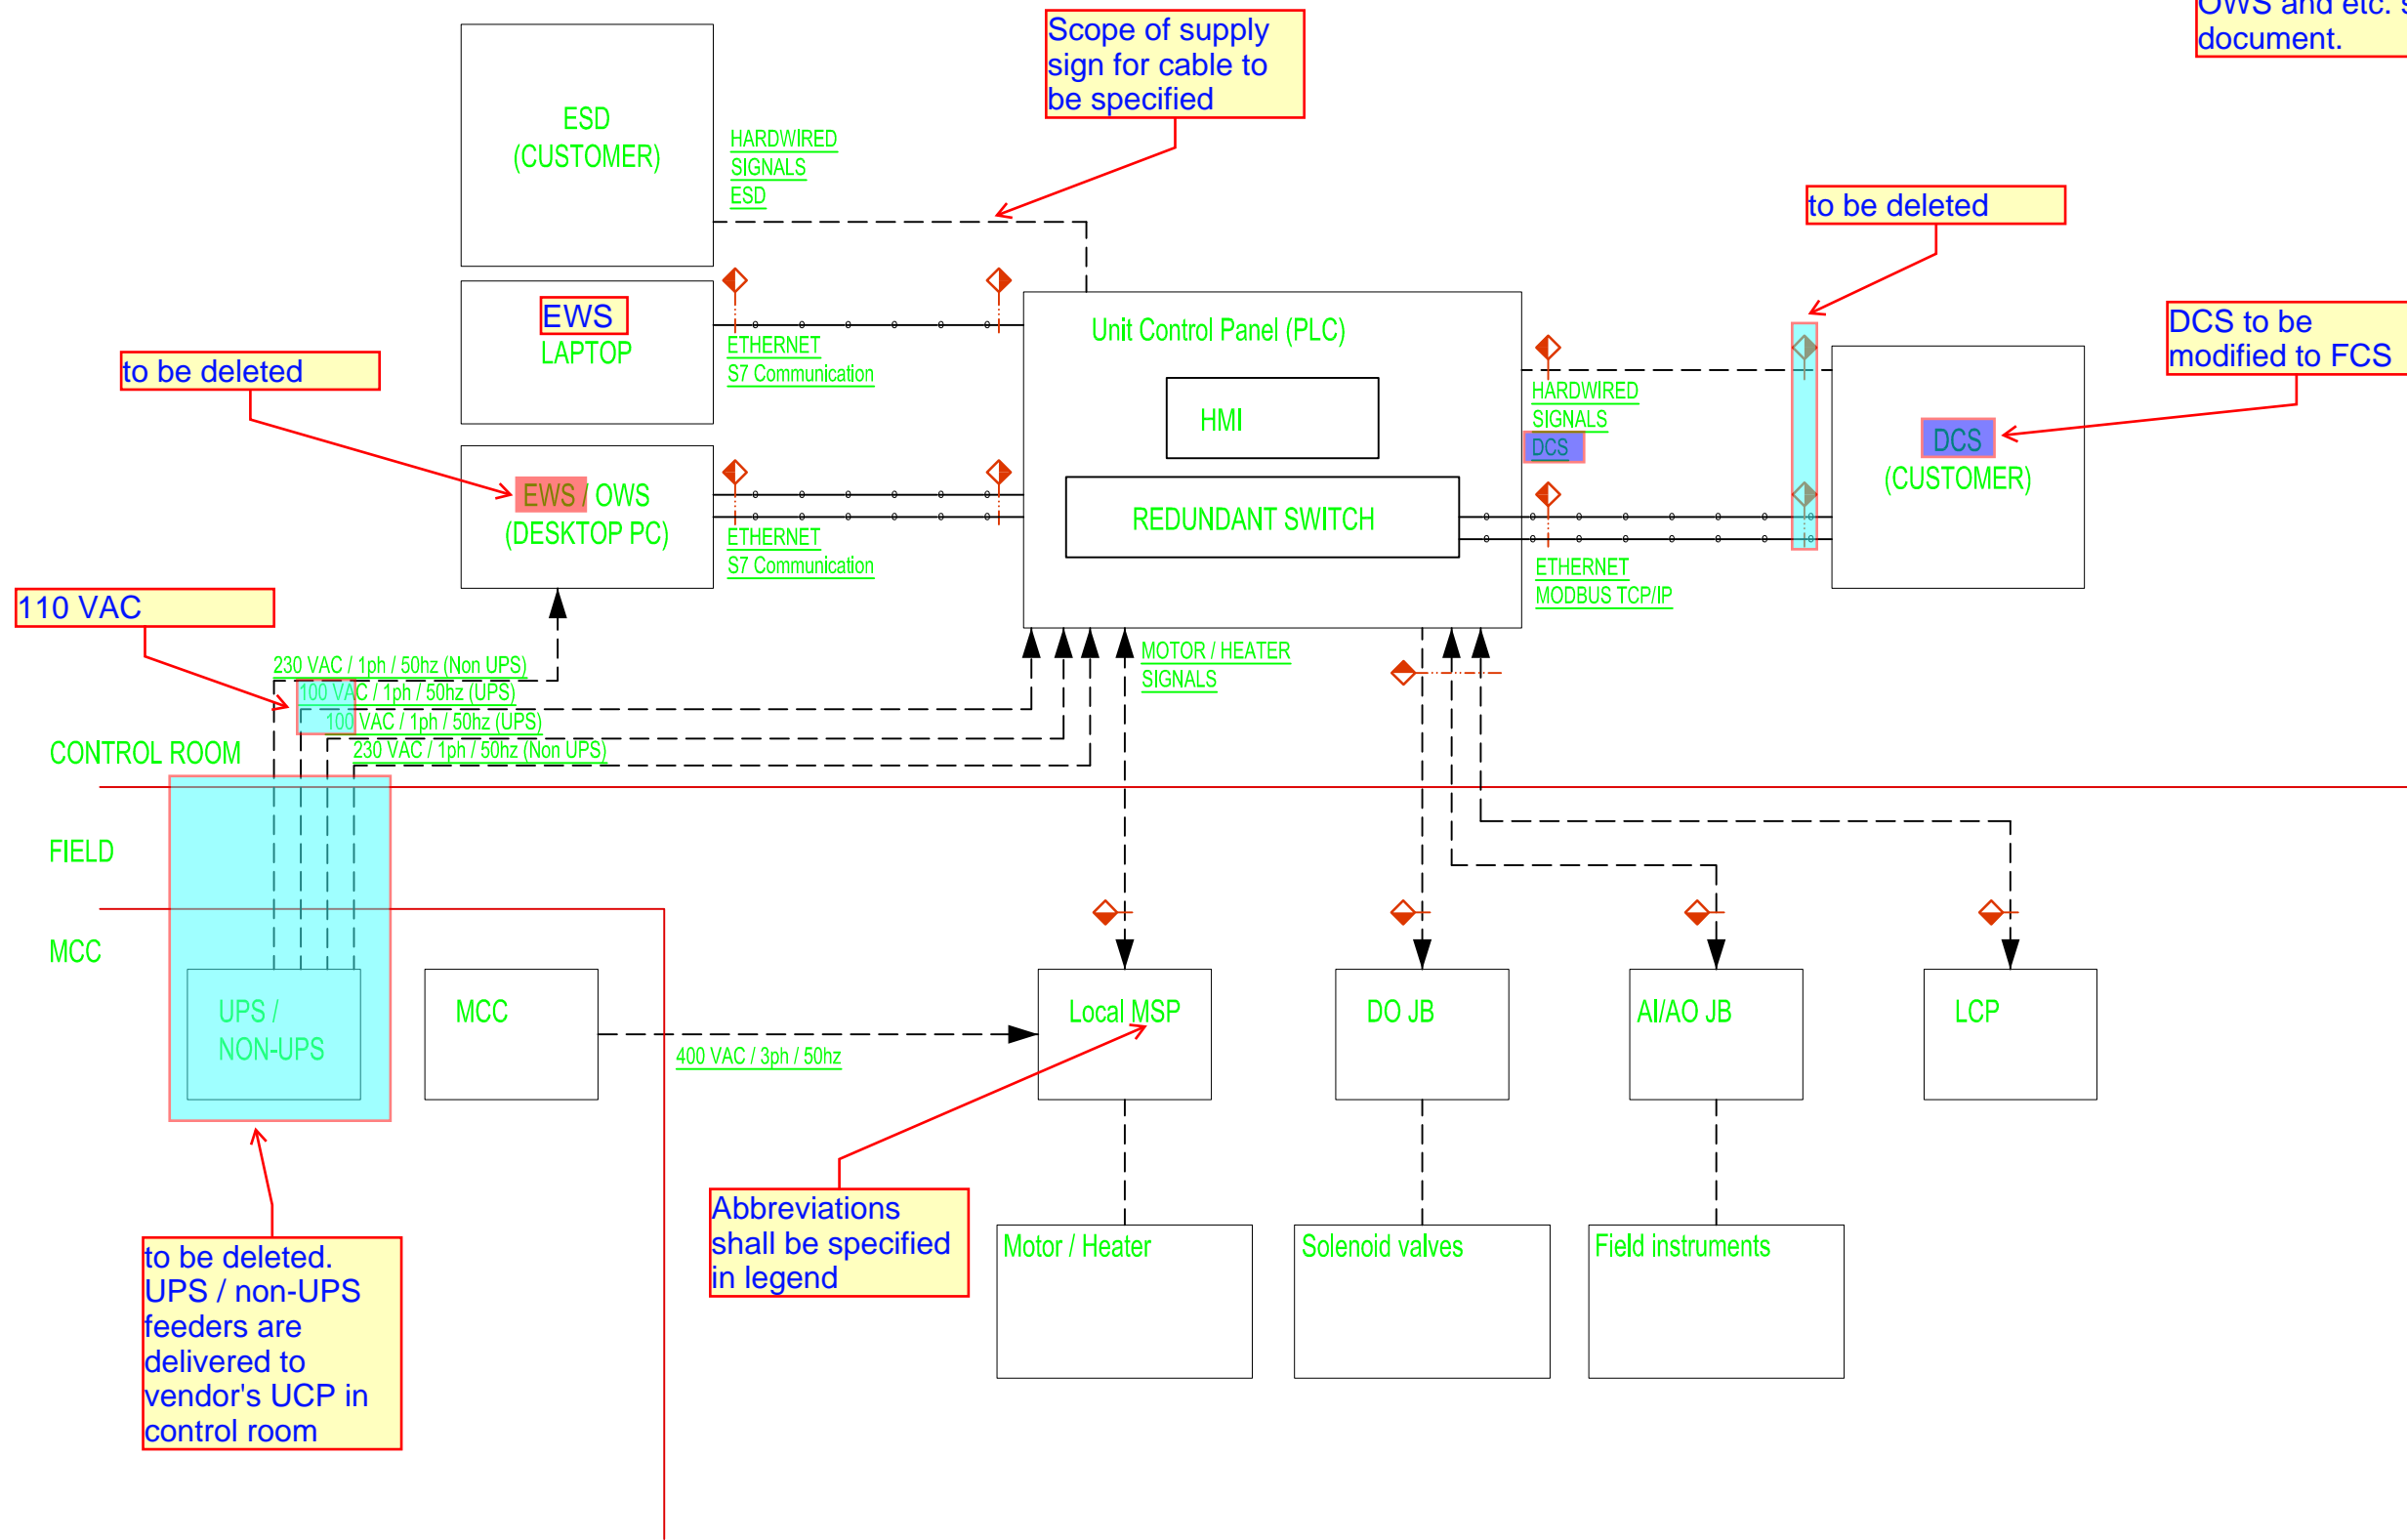 OWS and etc.
document.
Scope of supply
sign for cable to
be specified
ESD
(CUSTOMER)
HARDWIRED
SIGNALS
ESD
to be deleted
EWS
LAPTOP
ETHERNET
S7 Communication
Unit Control Panel (PLC)
HMI
REDUNDANT SWITCH
HARDWIRED
SIGNALS
DCS
DCS to be
modified to FCS
DCS
(CUSTOMER)
to be deleted
EWS / OWS
(DESKTOP PC)
ETHERNET
S7 Communication
ETHERNET
MODBUS TCP/IP
110 VAC
230 VAC / 1ph / 50hz (Non UPS)
100 VAC / 1ph / 50hz (UPS)
100 VAC / 1ph / 50hz (UPS)
230 VAC / 1ph / 50hz (Non UPS)
MOTOR / HEATER
SIGNALS
CONTROL ROOM
FIELD
MCC
UPS /
NON-UPS
MCC
400 VAC / 3ph / 50hz
Local MSP
DO JB
AI/AO JB
LCP
Abbreviations
shall be specified
in legend
Motor / Heater
Solenoid valves
Field instruments
to be deleted.
UPS / non-UPS
feeders are
delivered to
vendor's UCP in
control room